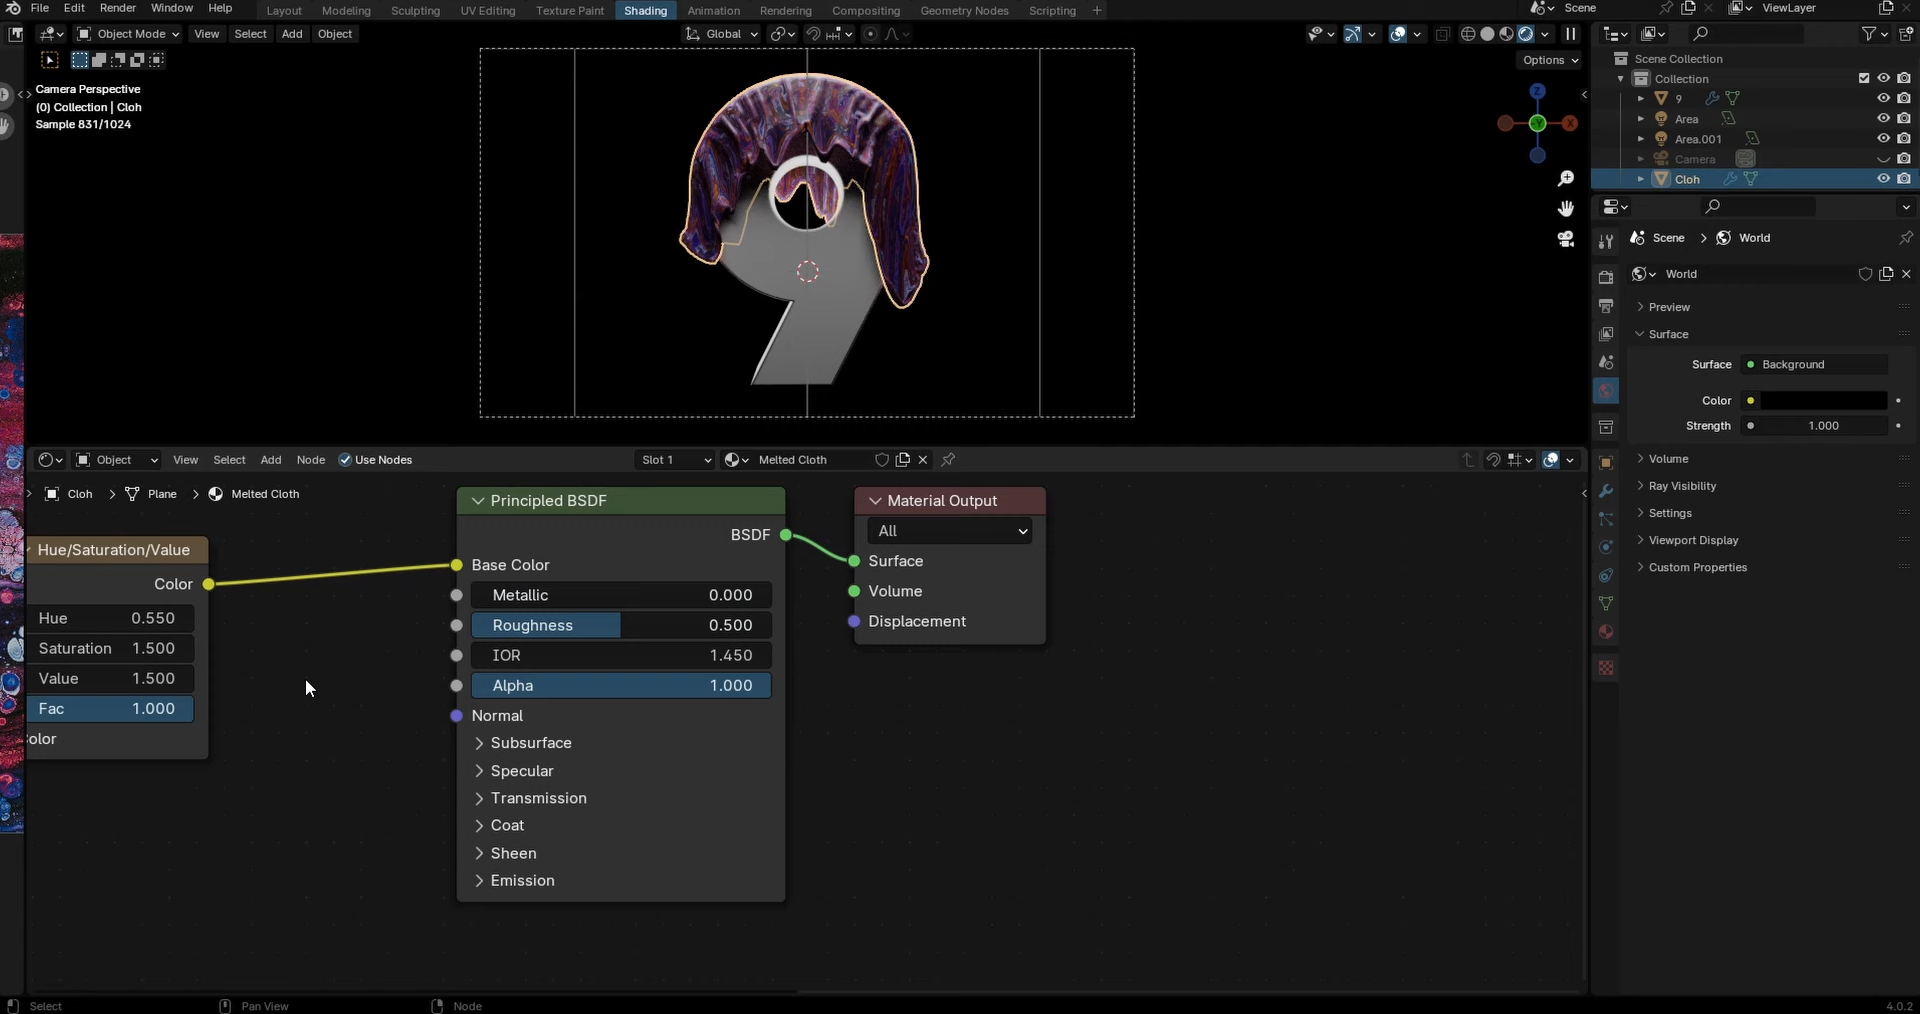 File Edit Render Window Help Layout Modeling Sculpting UV Editing Texture Paint Shading Animation Rendering Compositing Geometry Nodes Scripting + Scene ViewLayer
Object Mode View Select Add Object Global
Options
Camera Perspective
(0) Collection | Cloh
Sample 831/1024
Z
Y
X
Scene Collection
Collection
9
Area
Area.001
Camera
Cloh
Scene > World
World
Preview
Surface
Surface Background
Color
Strength 1.000
Volume
Ray Visibility
Settings
Viewport Display
Custom Properties
Object View Select Add Node Use Nodes Slot 1 Melted Cloth
Cloh > Plane > Melted Cloth
Hue/Saturation/Value
Color
Hue 0.550
Saturation 1.500
Value 1.500
Fac 1.000
olor
Principled BSDF
BSDF
Base Color
Metallic 0.000
Roughness 0.500
IOR 1.450
Alpha 1.000
Normal
Subsurface
Specular
Transmission
Coat
Sheen
Emission
Material Output
All
Surface
Volume
Displacement
Select Pan View Node 4.0.2